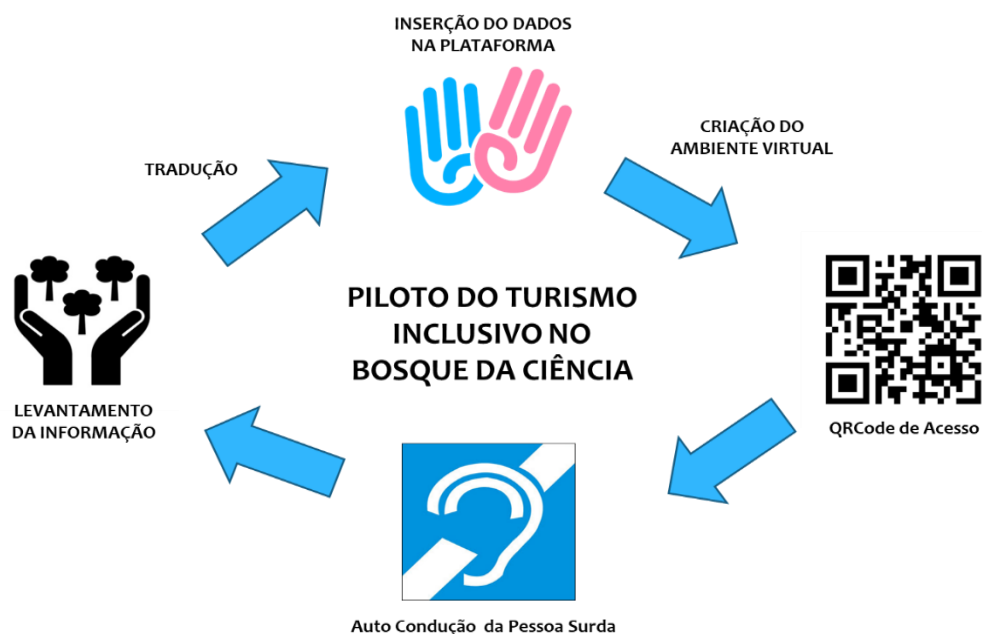 INSERÇÃO DO DADOS
NA PLATAFORMA
TRADUÇÃO
CRIAÇÃO DO
AMBIENTE VIRTUAL
PILOTO DO TURISMO
INCLUSIVO NO
BOSQUE DA CIÊNCIA
LEVANTAMENTO
DA INFORMAÇÃO
QRCode de Acesso
Auto Condução da Pessoa Surda